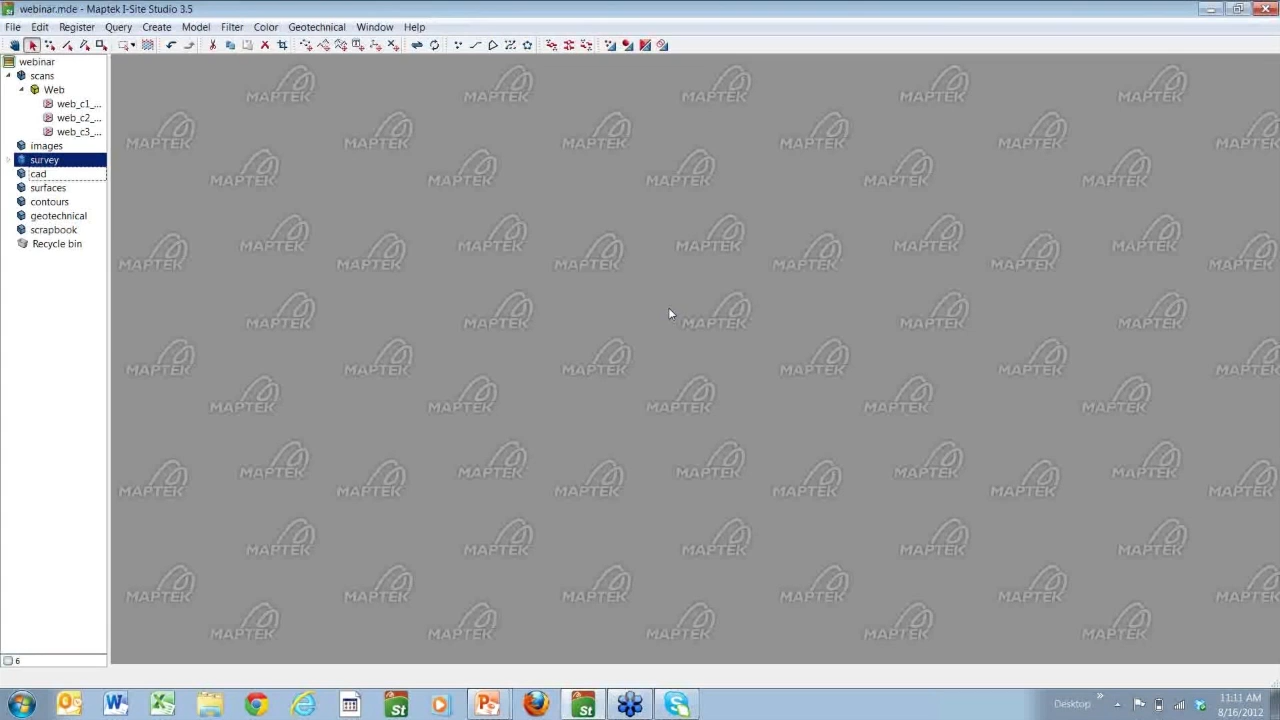 webinar.mde - Maptek I-Site Studio 3.5
File Edit Register Query Create Model Filter Color Geotechnical Window Help
webinar
scans
Web
web_c1_...
web_c2_...
web_c3_...
images
survey
cad
surfaces
contours
geotechnical
scrapbook
Recycle bin
6
MAPTEK
Desktop
11:11 AM
8/16/2012